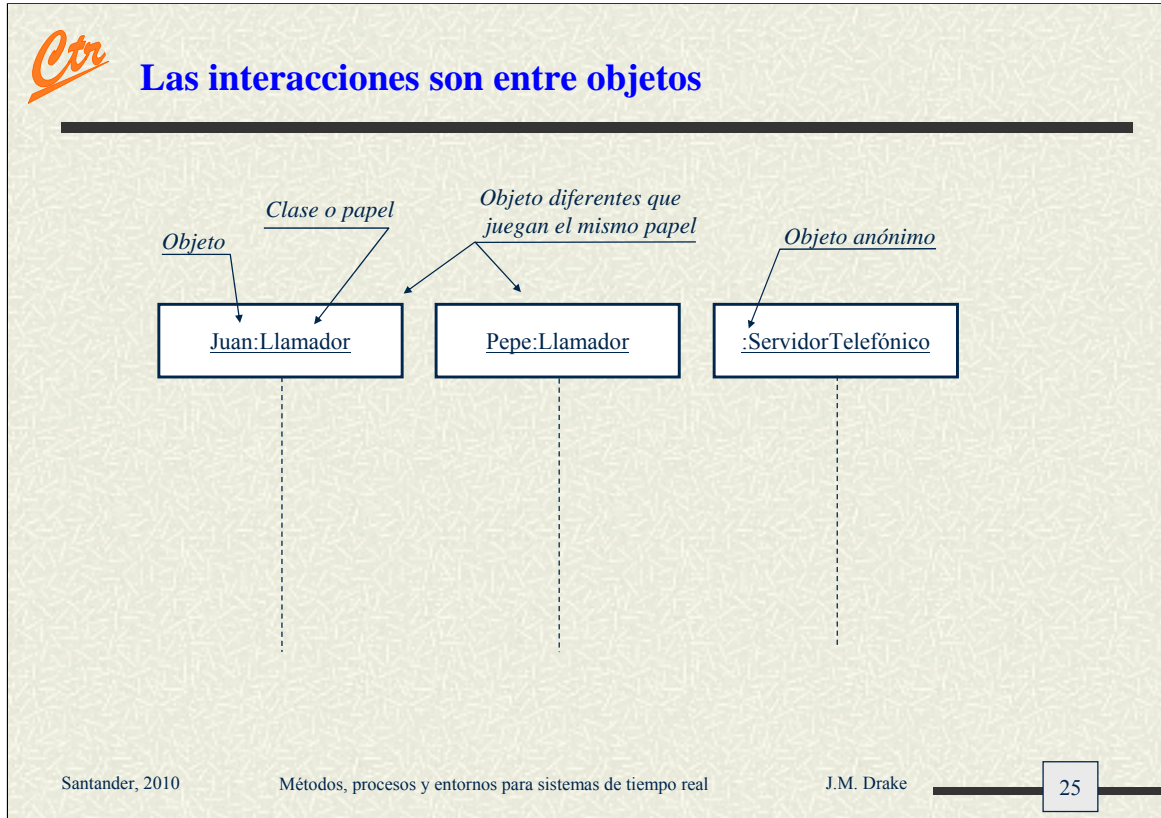 Ctr
Las interacciones son entre objetos
Objeto
Clase o papel
Objeto diferentes que
juegan el mismo papel
Objeto anónimo
Juan:Llamador
Pepe:Llamador
:ServidorTelefónico
Santander, 2010
Métodos, procesos y entornos para sistemas de tiempo real
J.M. Drake
25